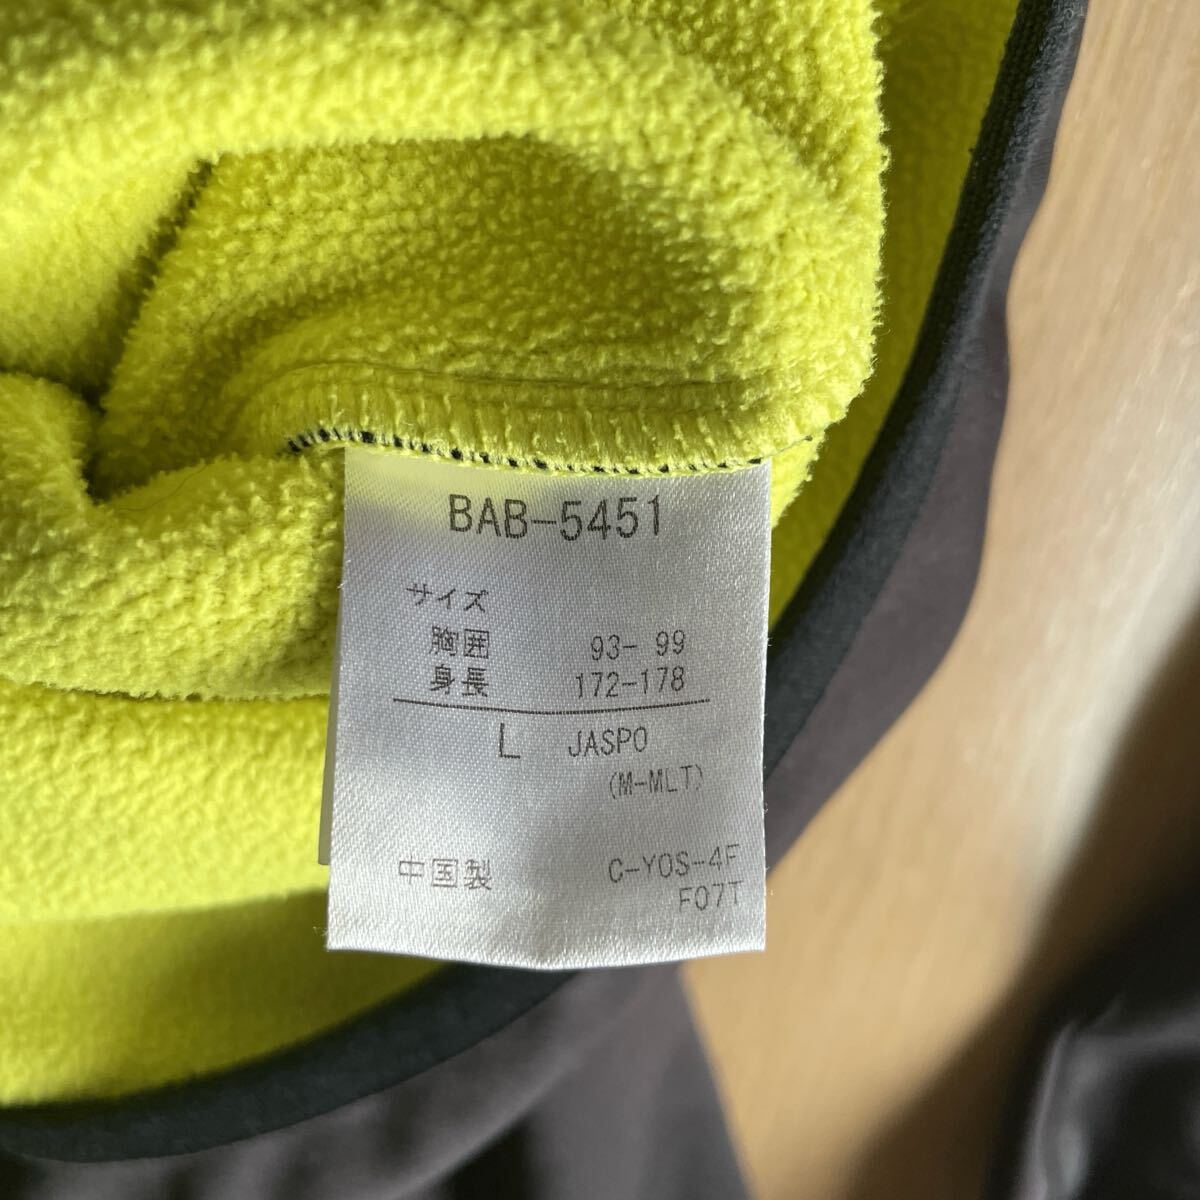 BAB-5451
サイズ
胸囲 93- 99
身長 172-178
L JASPO
(M-MLT)
中国製 C-YOS-4F
F07T